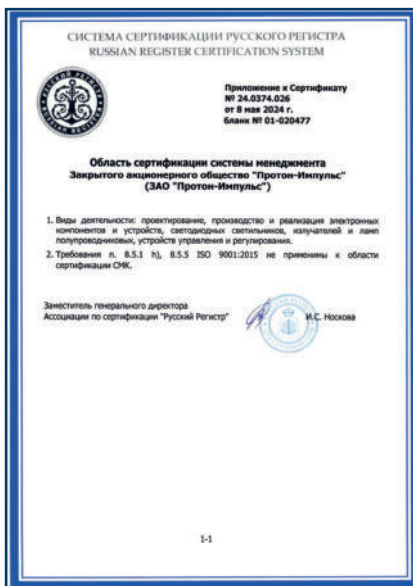 СИСТЕМА СЕРТИФИКАЦИИ РУССКОГО РЕГИСТРА
RUSSIAN REGISTER CERTIFICATION SYSTEM
РУССКИЙ РЕГИСТР
RUSSIAN REGISTER
Приложение к Сертификату
№ 24.0374.026
от 8 мая 2024 г.
бланк № 01-020477
Область сертификации системы менеджмента
Закрытого акционерного общество "Протон-Импульс"
(ЗАО "Протон-Импульс")
1. Виды деятельности: проектирование, производство и реализация электронных
компонентов и устройств, светодиодных светильников, излучателей и ламп
полупроводниковых, устройств управления и регулирования.
2. Требования п. 8.5.1 h), 8.5.5 ISO 9001:2015 не применимы к области
сертификации СМК.
Заместитель генерального директора
Ассоциации по сертификации "Русский Регистр"
И.С. Носкова
1-1